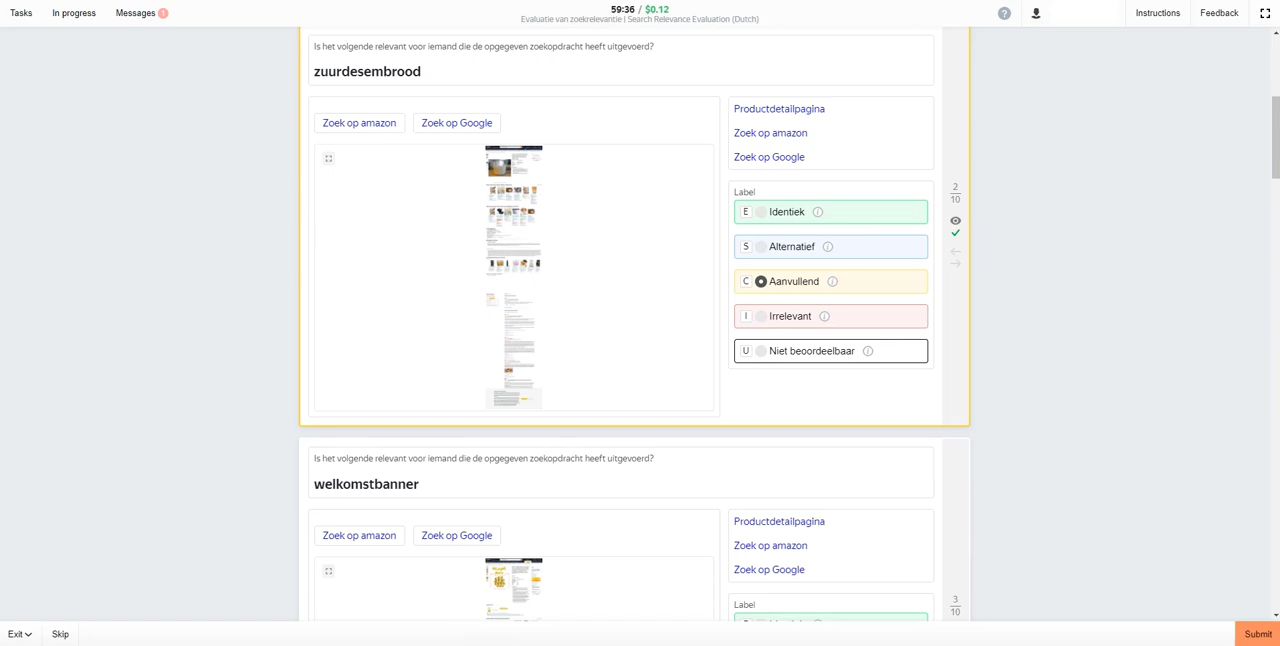 Tasks
In progress
Messages 1
59:36 / $0.12
Evaluatie van zoekrelevantie | Search Relevance Evaluation (Dutch)
?
Instructions
Feedback
Is het volgende relevant voor iemand die de opgegeven zoekopdracht heeft uitgevoerd?
zuurdesembrood
Zoek op amazon
Zoek op Google
Productdetailpagina
Zoek op amazon
Zoek op Google
Label
E Identiek i
S Alternatief i
C Aanvullend i
I Irrelevant i
U Niet beoordeelbaar i
2
10
Is het volgende relevant voor iemand die de opgegeven zoekopdracht heeft uitgevoerd?
welkomstbanner
Zoek op amazon
Zoek op Google
Productdetailpagina
Zoek op amazon
Zoek op Google
Label
3
10
Exit
Skip
Submit